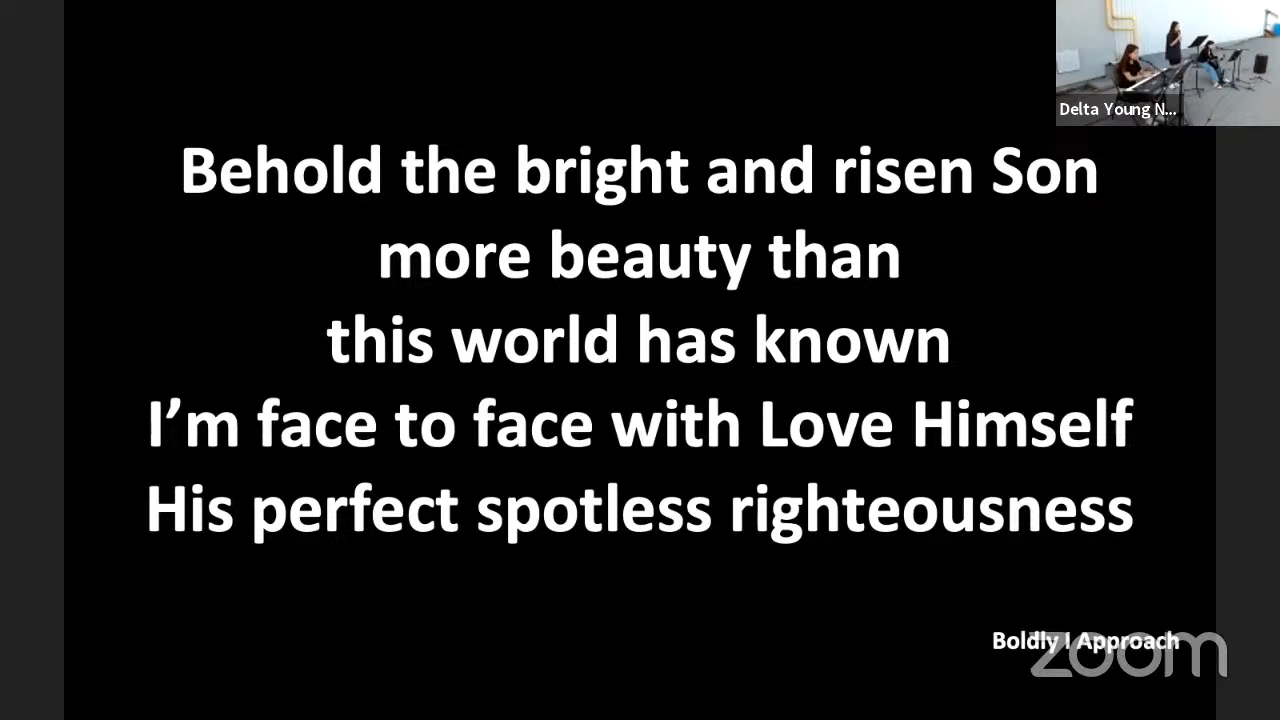 Delta Young N...
Behold the bright and risen Son
more beauty than
this world has known
I’m face to face with Love Himself
His perfect spotless righteousness
Boldly I Approach
zoom